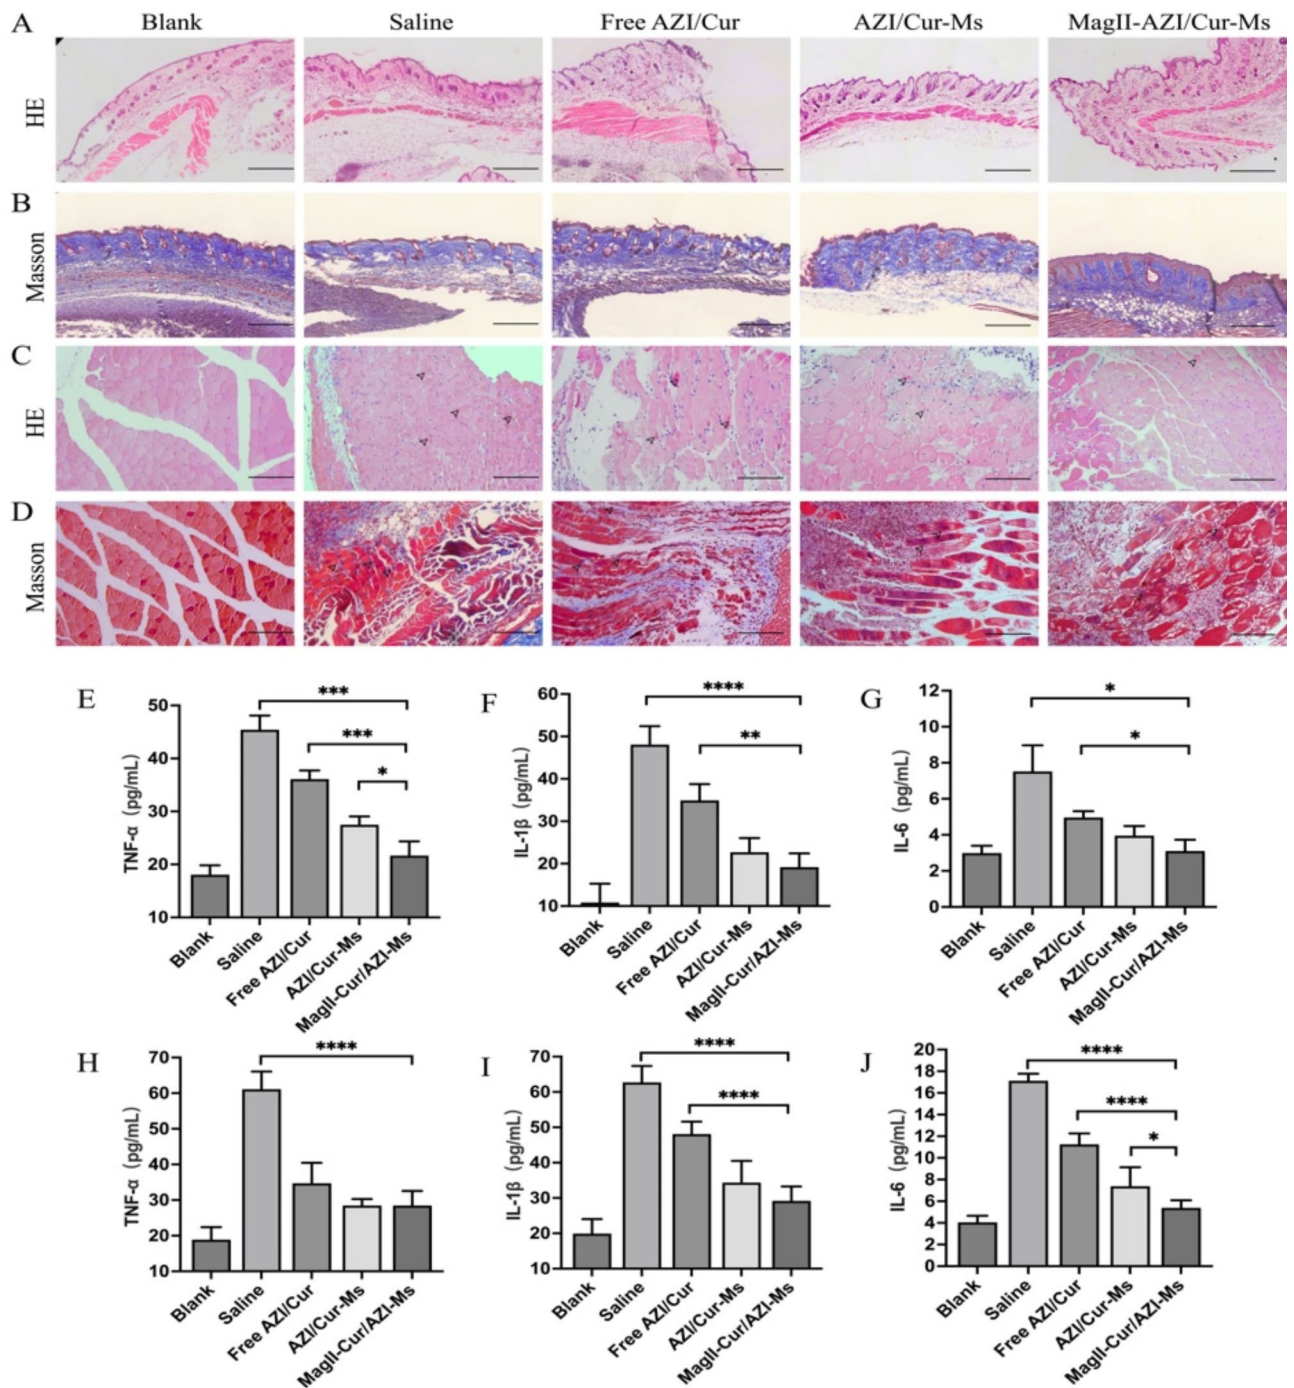 A Blank Saline Free AZI/Cur AZI/Cur-Ms MagII-AZI/Cur-Ms
HE
B
Masson
C
HE
D
Masson
E
***
***
*
50
40
30
20
10
TNF-α (pg/mL)
Blank
Saline
Free AZI/Cur
AZI/Cur-Ms
MagII-Cur/AZI-Ms
F
****
**
60
50
40
30
20
10
IL-1β (pg/mL)
Blank
Saline
Free AZI/Cur
AZI/Cur-Ms
MagII-Cur/AZI-Ms
G
*
*
12
10
8
6
4
2
0
IL-6 (pg/mL)
Blank
Saline
Free AZI/Cur
AZI/Cur-Ms
MagII-Cur/AZI-Ms
H
****
70
60
50
40
30
20
10
TNF-α (pg/mL)
Blank
Saline
Free AZI/Cur
AZI/Cur-Ms
MagII-Cur/AZI-Ms
I
****
****
70
60
50
40
30
20
10
IL-1β (pg/mL)
Blank
Saline
Free AZI/Cur
AZI/Cur-Ms
MagII-Cur/AZI-Ms
J
****
****
*
20
18
16
14
12
10
8
6
4
2
0
IL-6 (pg/mL)
Blank
Saline
Free AZI/Cur
AZI/Cur-Ms
MagII-Cur/AZI-Ms